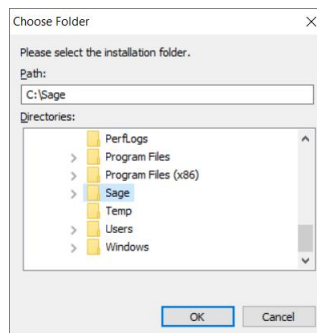 Choose Folder
Please select the installation folder.
Path:
C:\Sage
Directories:
PerfLogs
Program Files
Program Files (x86)
Sage
Temp
Users
Windows
OK Cancel